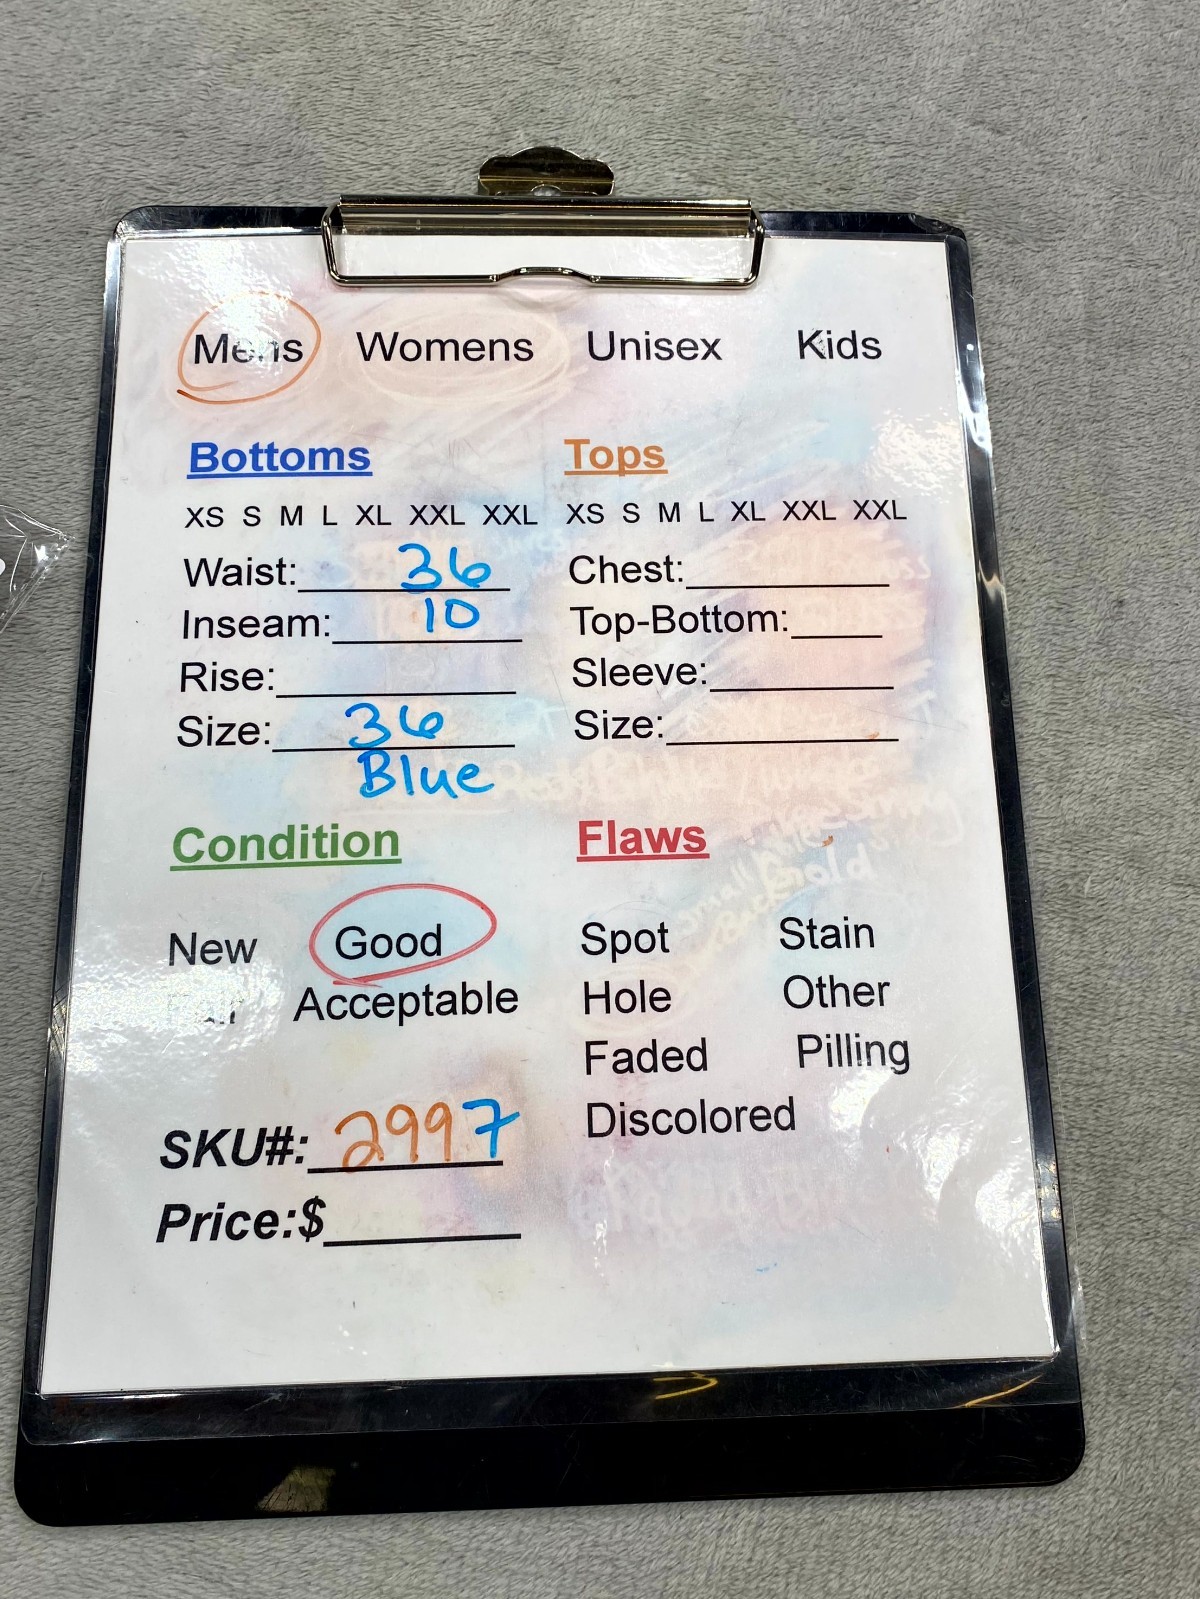 Mens Womens Unisex Kids
Bottoms Tops
XS S M L XL XXL XXL XS S M L XL XXL XXL
Waist: 36 Chest:
Inseam: 10 Top-Bottom:
Rise: Sleeve:
Size: 36 Size:
Blue
Condition Flaws
New Good Spot Stain
Acceptable Hole Other
Faded Pilling
Discolored
SKU#: 2997
Price:$